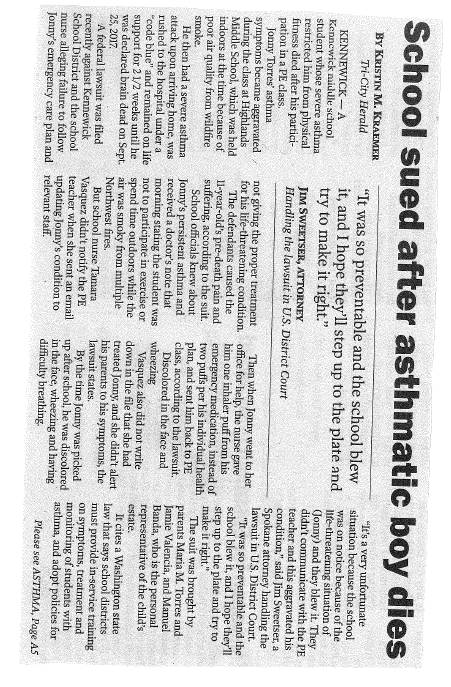 School sued after asthmatic boy dies
BY KRISTIN M. KRAEMER
Tri-City Herald
KENNEWICK — A
Kennewick middle school
student whose severe asthma
restricted him from physical
fitness died after his partici-
pation in a PE class.
Jonny Torres' asthma
symptoms became aggravated
during the class at Highlands
Middle School, which was held
indoors at the time because of
poor air quality from wildfire
smoke.
He then had a severe asthma
attack upon arriving home, was
rushed to the hospital under a
"code blue" and remained on life
support for 2 1/2 weeks until he
was declared brain dead on Sept.
25, 2017.
A federal lawsuit was filed
recently against Kennewick
School District and the school
nurse alleging failure to follow
Jonny's emergency care plan and
"It was so preventable and the school blew
it, and I hope they'll step up to the plate and
try to make it right."
JIM SWEETSER, ATTORNEY
Handling the lawsuit in U.S. District Court
not giving the proper treatment
for his life-threatening condition.
The defendants caused the
11-year-old's pre-death pain and
suffering, according to the suit.
School officials knew about
Jonny's persistent asthma and
received a doctor's note that
morning stating the student was
not to participate in exercise or
spend time outdoors while the
air was smoky from multiple
Northwest fires.
But school nurse Tamara
Vasquez didn't notify the PE
teacher when she sent an email
updating Jonny's condition to
relevant staff.
Then when Jonny went to her
office for help, the nurse gave
him one inhaler puff from his
emergency medication, instead of
two puffs per his individual health
plan, and sent him back to PE
class, according to the lawsuit.
Discolored in the face and
wheezing
Vasquez also did not write
down in the file that she had
treated Jonny, and she didn't alert
his parents to his symptoms, the
lawsuit states.
By the time Jonny was picked
up after school, he was discolored
in the face, wheezing and having
difficulty breathing.
"It's a very unfortunate
situation because the school
was on notice because of the
life-threatening situation of
(Jonny) and they blew it. They
didn't communicate with the PE
teacher and this aggravated his
condition," said Jim Sweetser, a
Spokane attorney handling the
lawsuit in U.S. District Court.
"It was so preventable and the
school blew it, and I hope they'll
step up to the plate and try to
make it right."
The suit was brought by
parents Maria M. Torres and
Jamie Valencia, and Manuel
Banda, who is the personal
representative of the child's
estate.
It cites a Washington state
law that says school districts
must provide in-service training
on symptoms, treatment and
monitoring of students with
asthma, and adopt policies for
Please see ASTHMA, Page A5